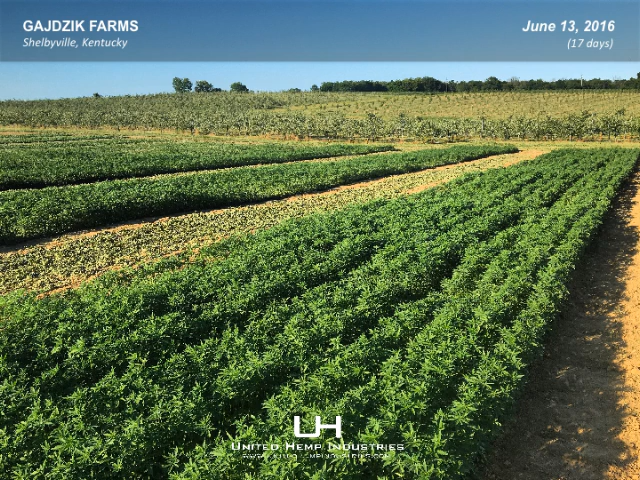 GAJDZIK FARMS
Shelbyville, Kentucky
June 13, 2016
(17 days)
UH
UNITED HEMP INDUSTRIES